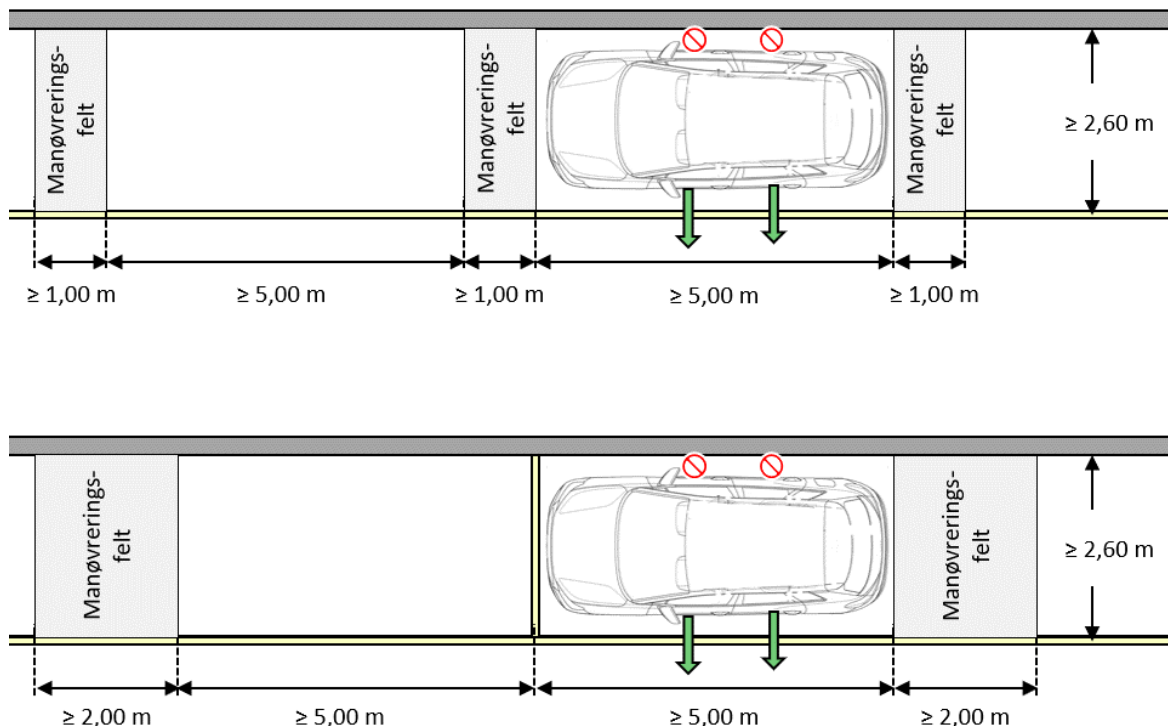 Manøvrerings-
felt
Manøvrerings-
felt
Manøvrerings-
felt
≥ 2,60 m
≥ 1,00 m
≥ 5,00 m
≥ 1,00 m
≥ 5,00 m
≥ 1,00 m
Manøvrerings-
felt
Manøvrerings-
felt
≥ 2,60 m
≥ 2,00 m
≥ 5,00 m
≥ 5,00 m
≥ 2,00 m